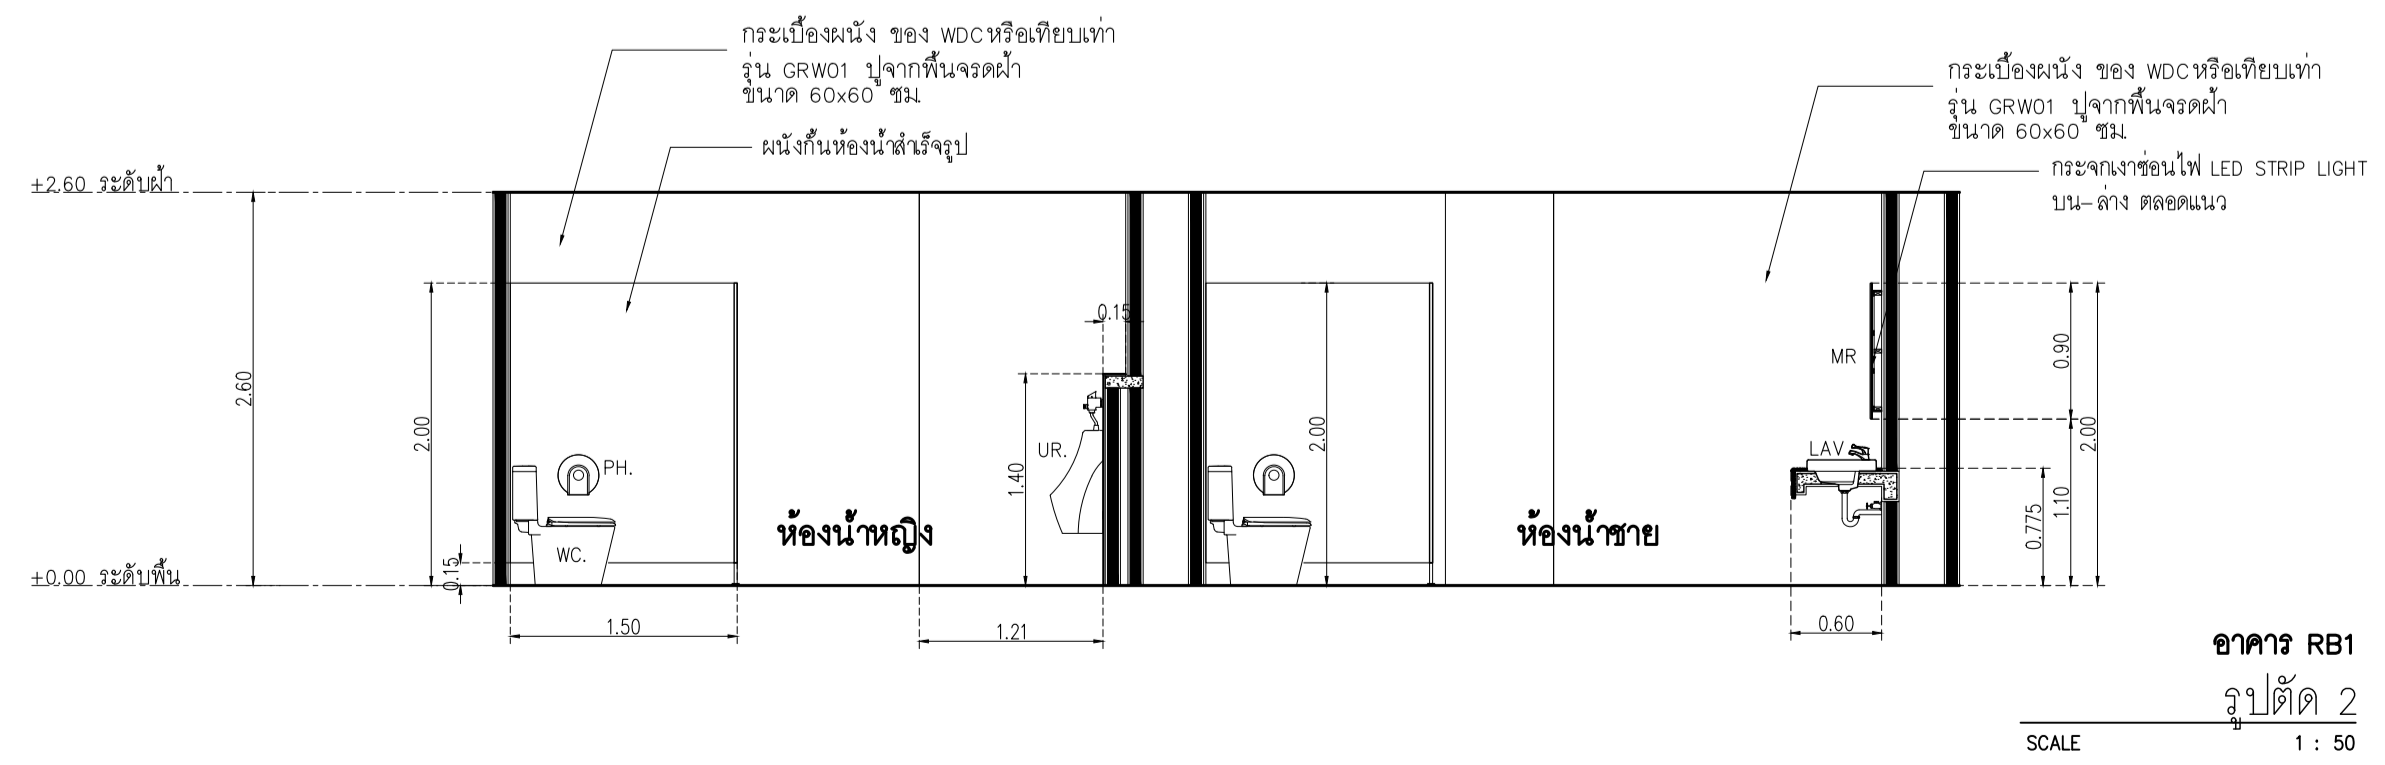 กระเบื้องผนัง ของ WDCหรือเทียบเท่า
รุ่น GRW01 ปูจากพื้นจรดฝ้า
ขนาด 60x60 ซม.
ผนังกั้นห้องน้ำสำเร็จรูป
กระเบื้องผนัง ของ WDCหรือเทียบเท่า
รุ่น GRW01 ปูจากพื้นจรดฝ้า
ขนาด 60x60 ซม.
กระจกเงาซ่อนไฟ LED STRIP LIGHT
บน-ล่าง ตลอดแนว
+2.60 ระดับฝ้า
2.60
2.00
0.15
PH.
WC.
ห้องน้ำหญิง
0.15
UR.
1.40
2.00
ห้องน้ำชาย
MR
LAV
0.90
2.00
1.10
0.775
+0.00 ระดับพื้น
1.50
1.21
0.60
อาคาร RB1
รูปตัด 2
SCALE 1 : 50